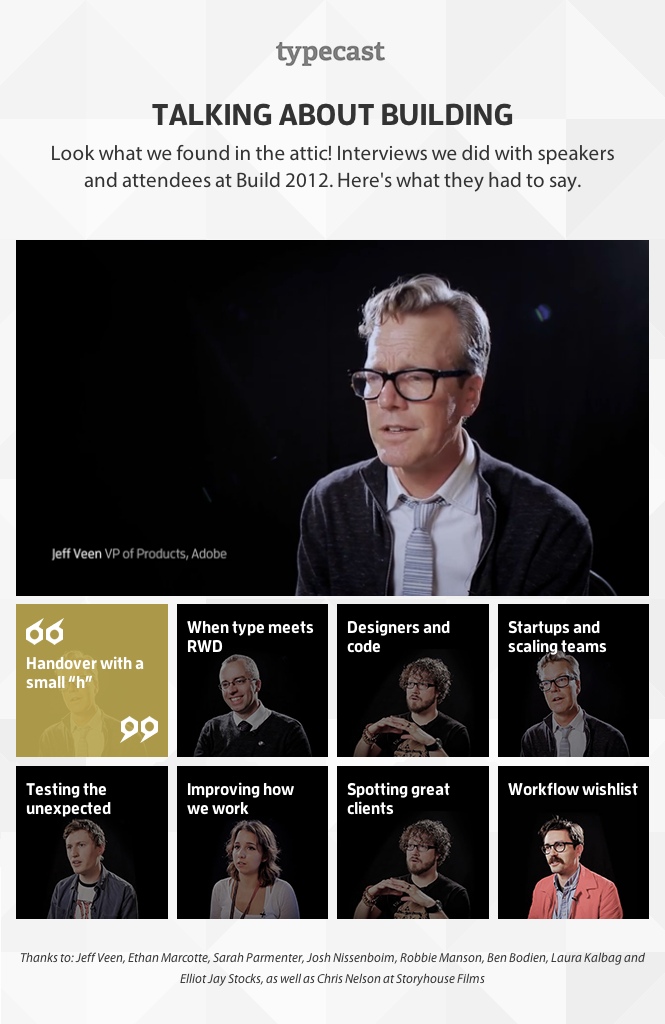 typecast
TALKING ABOUT BUILDING
Look what we found in the attic! Interviews we did with speakers
and attendees at Build 2012. Here's what they had to say.
Jeff Veen VP of Products, Adobe
Handover with a
small “h”
When type meets
RWD
Designers and
code
Startups and
scaling teams
Testing the
unexpected
Improving how
we work
Spotting great
clients
Workflow wishlist
Thanks to: Jeff Veen, Ethan Marcotte, Sarah Parmenter, Josh Nissenboim, Robbie Manson, Ben Bodien, Laura Kalbag and
Elliot Jay Stocks, as well as Chris Nelson at Storyhouse Films